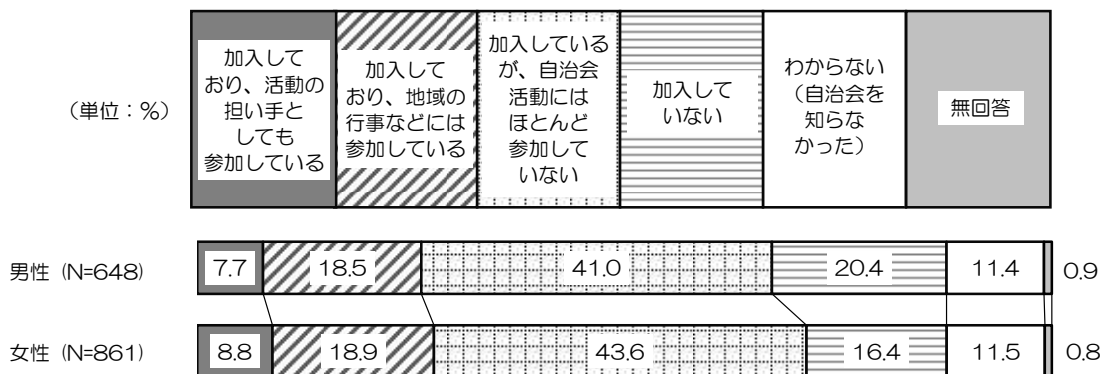 （単位：％）
加入して
おり、活動の
担い手と
しても
参加している
加入して
おり、地域の
行事などには
参加している
加入している
が、自治会
活動には
ほとんど
参加して
いない
加入して
いない
わからない
（自治会を
知らな
かった）
無回答
男性 (N=648)
7.7 18.5 41.0 20.4 11.4 0.9
女性 (N=861)
8.8 18.9 43.6 16.4 11.5 0.8